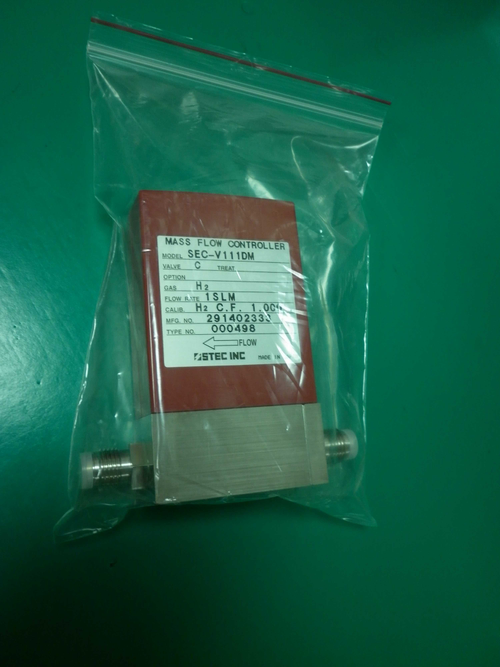 MASS FLOW CONTROLLER
MODEL SEC-V111DM
VALVE C TREAT
OPTION
GAS H2
FLOW RATE 1SLM
CALIB. H2 C.F. 1.00
MFG. NO. 29140233
TYPE NO. 000498
FLOW
STEC INC MADE IN